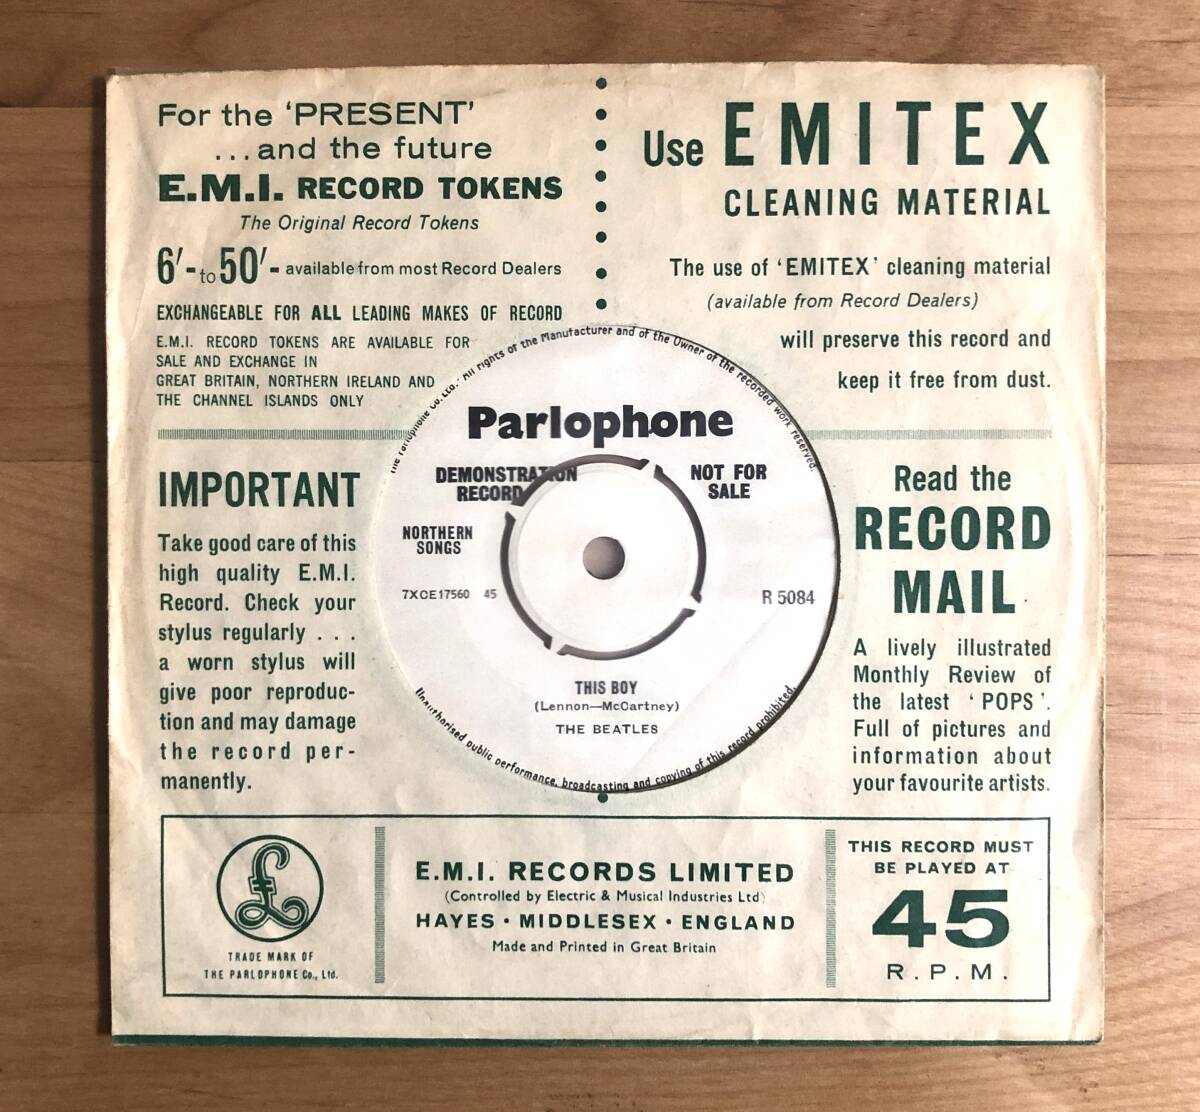 For the 'PRESENT'
...and the future
E.M.I. RECORD TOKENS
The Original Record Tokens
6'- to 50'- available from most Record Dealers
EXCHANGEABLE FOR ALL LEADING MAKES OF RECORD
E.M.I. RECORD TOKENS ARE AVAILABLE FOR
SALE AND EXCHANGE IN
GREAT BRITAIN, NORTHERN IRELAND AND
THE CHANNEL ISLANDS ONLY
Use EMITEX
CLEANING MATERIAL
The use of 'EMITEX' cleaning material
(available from Record Dealers)
will preserve this record and
keep it free from dust.
IMPORTANT
Take good care of this
high quality E.M.I.
Record. Check your
stylus regularly . . .
a worn stylus will
give poor reproduc-
tion and may damage
the record per-
manently.
The Parlophone Co. Ltd. All rights of the Manufacturer and of the Owner of the recorded work reserved.
Parlophone
DEMONSTRATION
RECORD
NOT FOR
SALE
NORTHERN
SONGS
7XCE17560 45
R 5084
THIS BOY
(Lennon—McCartney)
THE BEATLES
Unauthorised public performance, broadcasting and copying of this record prohibited.
Read the
RECORD
MAIL
A lively illustrated
Monthly Review of
the latest 'POPS'.
Full of pictures and
information about
your favourite artists.
TRADE MARK OF
THE PARLOPHONE Co., Ltd.
E.M.I. RECORDS LIMITED
(Controlled by Electric & Musical Industries Ltd)
HAYES · MIDDLESEX · ENGLAND
Made and Printed in Great Britain
THIS RECORD MUST
BE PLAYED AT
45
R.P.M.